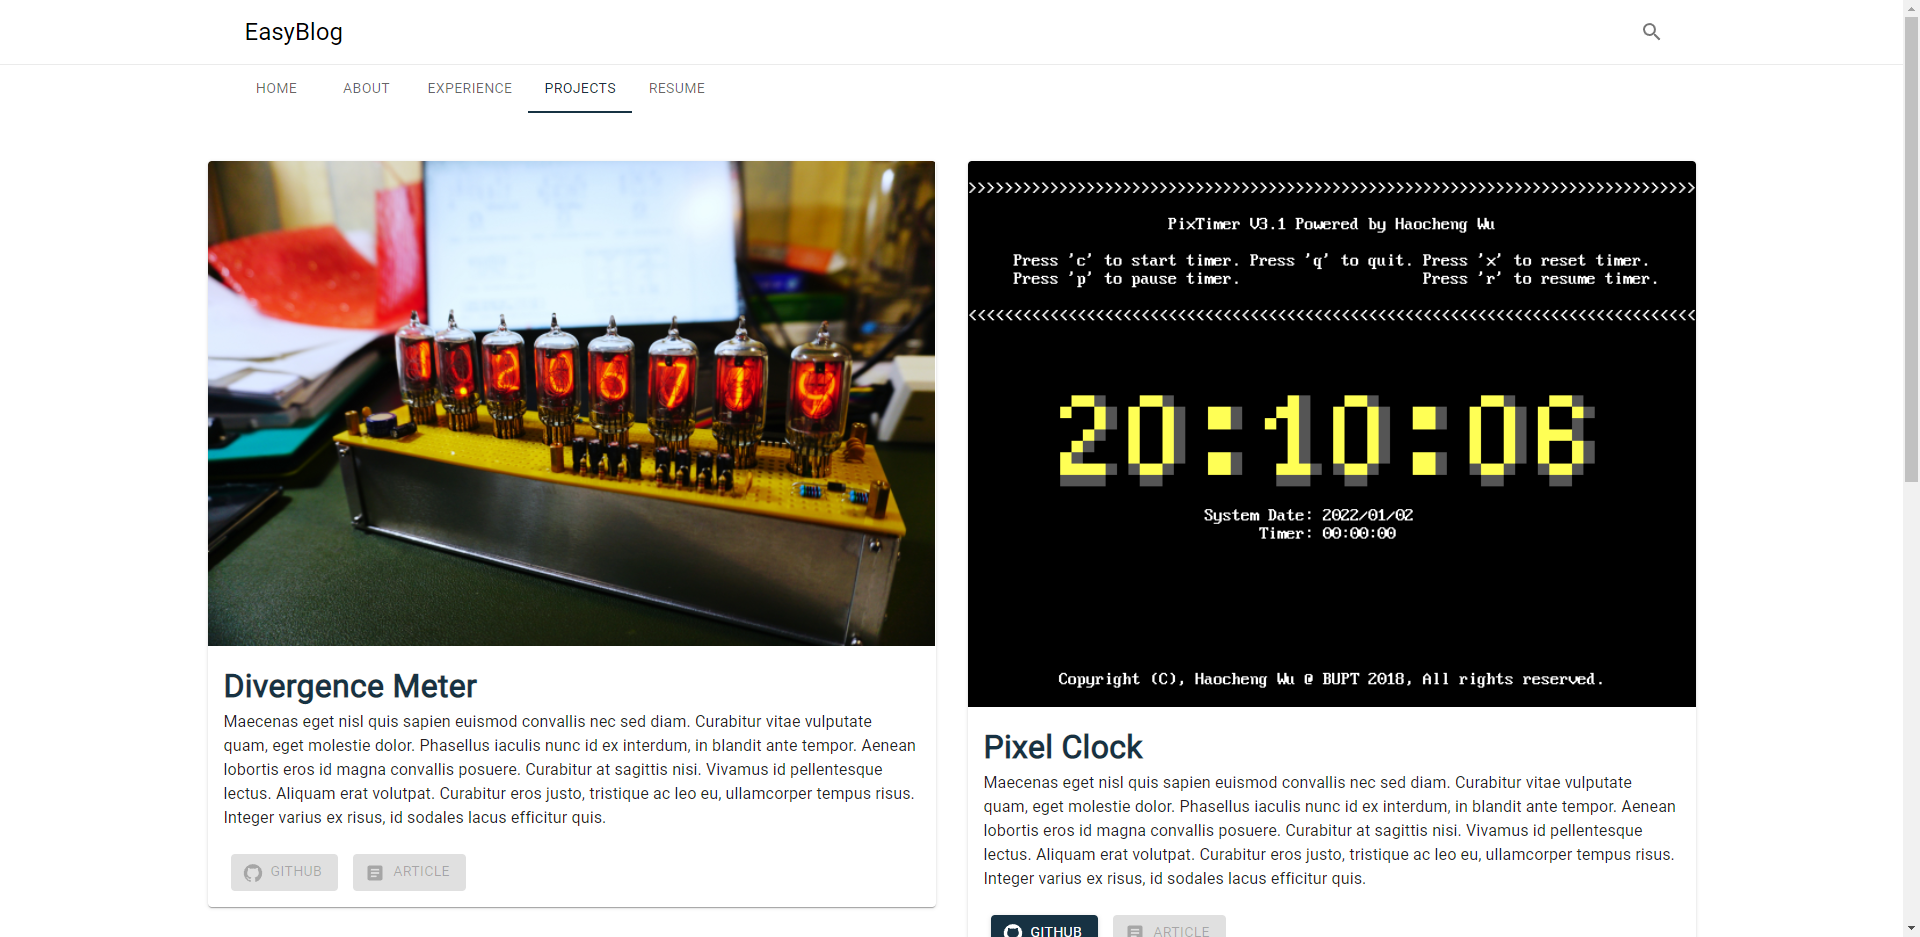 EasyBlog
HOME ABOUT EXPERIENCE PROJECTS RESUME
>>>>>>>>>>>>>>>>>>>>>>>>>>>>>>>>>>>>>>>>>>>>>>>>>>>>>>>>>>>>>>>>>>>>>>>>>>>>>>>>
PixTimer V3.1 Powered by Haocheng Wu
Press 'c' to start timer. Press 'q' to quit. Press 'x' to reset timer.
Press 'p' to pause timer. Press 'r' to resume timer.
<<<<<<<<<<<<<<<<<<<<<<<<<<<<<<<<<<<<<<<<<<<<<<<<<<<<<<<<<<<<<<<<<<<<<<<<<<<<<<<<
20:10:06
System Date: 2022/01/02
Timer: 00:00:00
Copyright (C), Haocheng Wu @ BUPT 2018, All rights reserved.
Divergence Meter
Maecenas eget nisl quis sapien euismod convallis nec sed diam. Curabitur vitae vulputate
quam, eget molestie dolor. Phasellus iaculis nunc id ex interdum, in blandit ante tempor. Aenean
lobortis eros id magna convallis posuere. Curabitur at sagittis nisi. Vivamus id pellentesque
lectus. Aliquam erat volutpat. Curabitur eros justo, tristique ac leo eu, ullamcorper tempus risus.
Integer varius ex risus, id sodales lacus efficitur quis.
GITHUB ARTICLE
Pixel Clock
Maecenas eget nisl quis sapien euismod convallis nec sed diam. Curabitur vitae vulputate
quam, eget molestie dolor. Phasellus iaculis nunc id ex interdum, in blandit ante tempor. Aenean
lobortis eros id magna convallis posuere. Curabitur at sagittis nisi. Vivamus id pellentesque
lectus. Aliquam erat volutpat. Curabitur eros justo, tristique ac leo eu, ullamcorper tempus risus.
Integer varius ex risus, id sodales lacus efficitur quis.
GITHUB ARTICLE